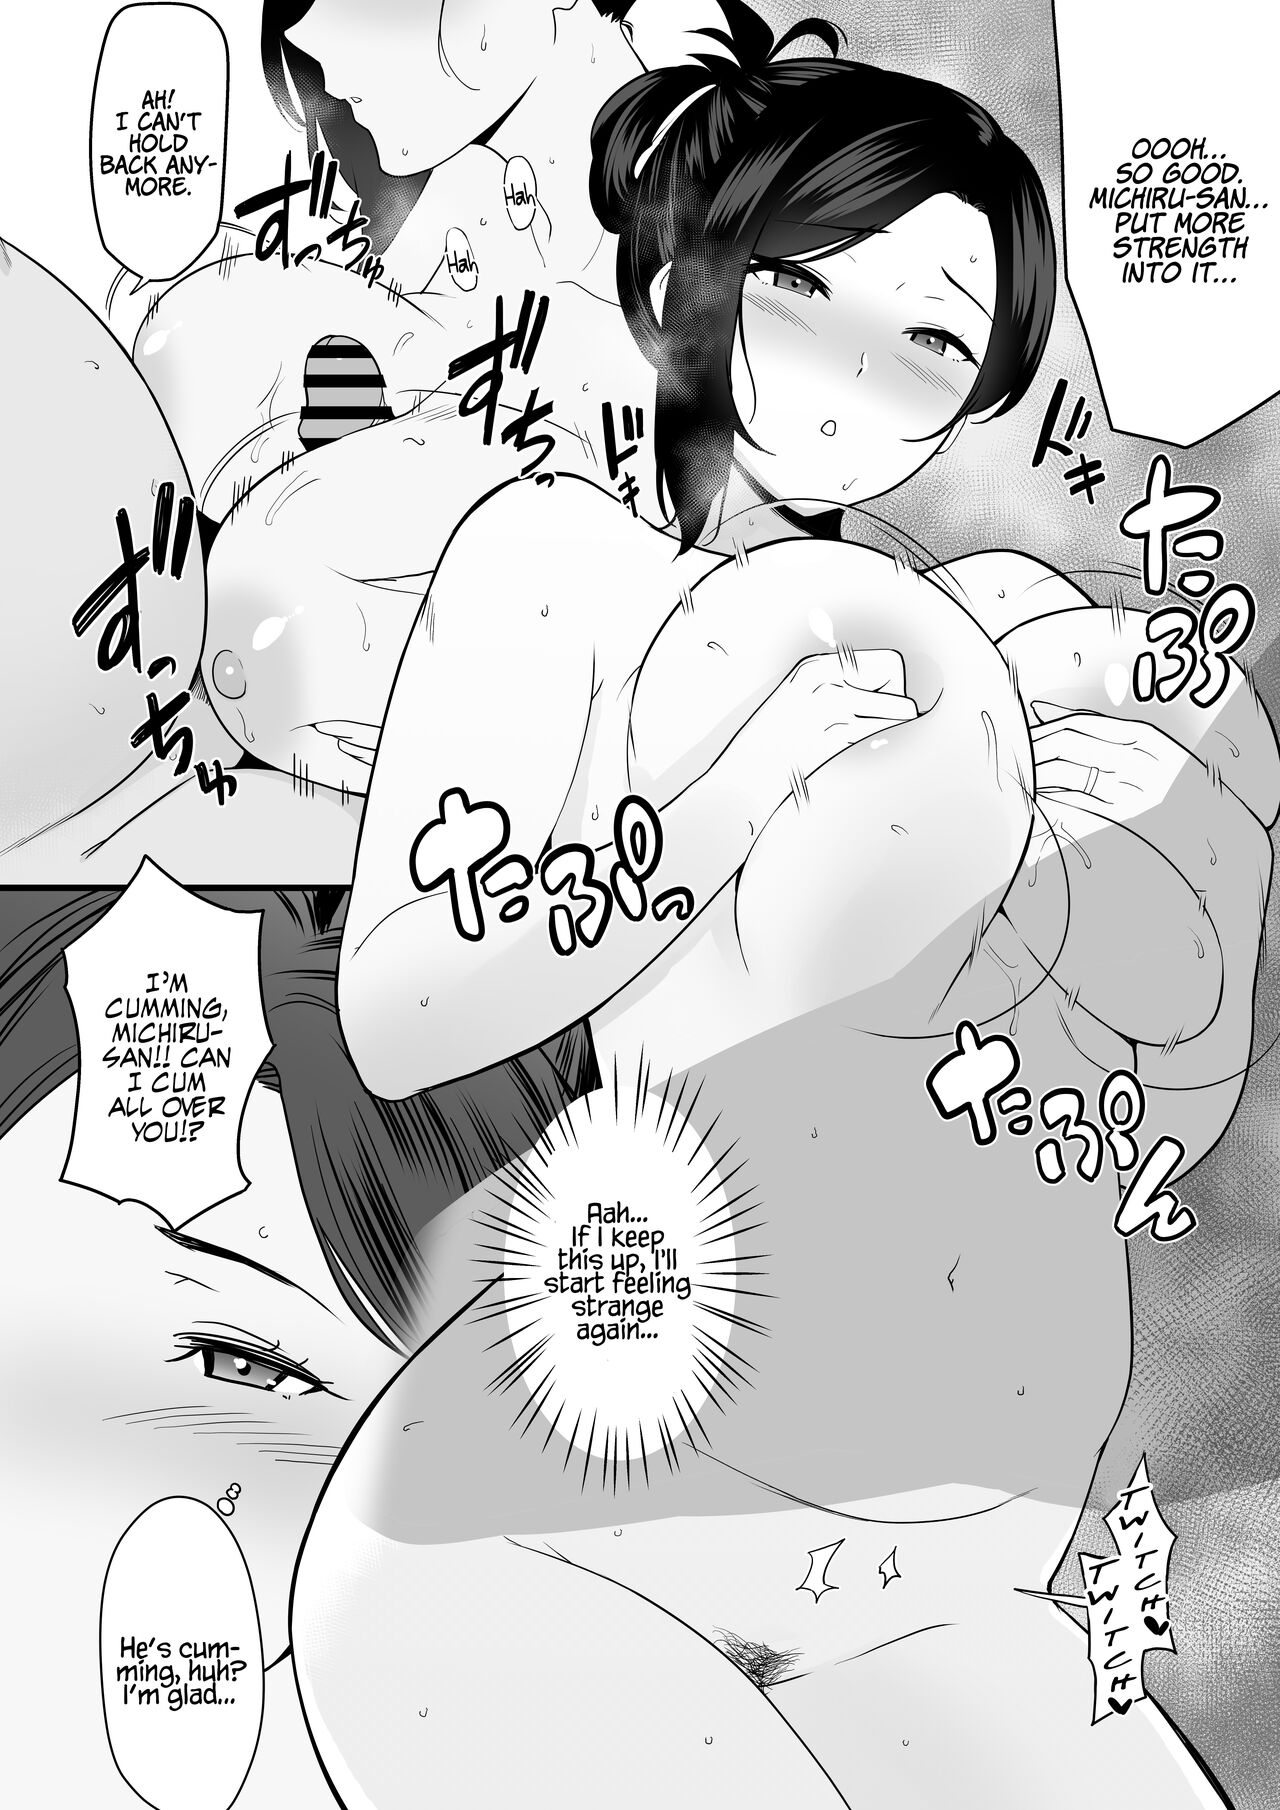 OOOH...
SO GOOD.
MICHIRU-SAN...
PUT MORE
STRENGTH
INTO IT...
AH!
I CAN'T
HOLD
BACK ANY-
MORE.
Hah
Hah
ずっちゅ
ずちっ
ずっちゅ
ドキ
ドキ
たぷ
たぷっ
たぷん
I'M
CUMMING,
MICHIRU-
SAN!! CAN
I CUM
ALL OVER
YOU!?
Aah...
If I keep
this up, I'll
start feeling
strange
again...
TWITCH
TWITCH
He's cum-
ming, huh?
I'm glad...